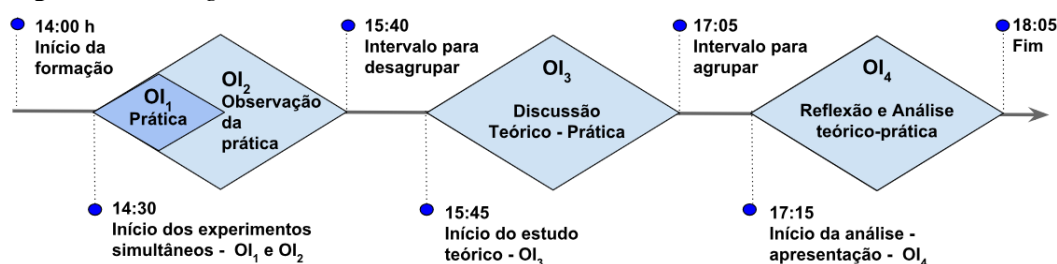 14:00 h
Início da
formação
15:40
Intervalo para
desagrupar
17:05
Intervalo para
agrupar
18:05
Fim
OI₁
Prática
OI₂
Observação
da
prática
OI₃
Discussão
Teórico - Prática
OI₄
Reflexão e Análise
teórico-prática
14:30
Início dos experimentos
simultâneos - OI₁ e OI₂
15:45
Início do estudo
teórico - OI₃
17:15
Início da análise -
apresentação - OI₄